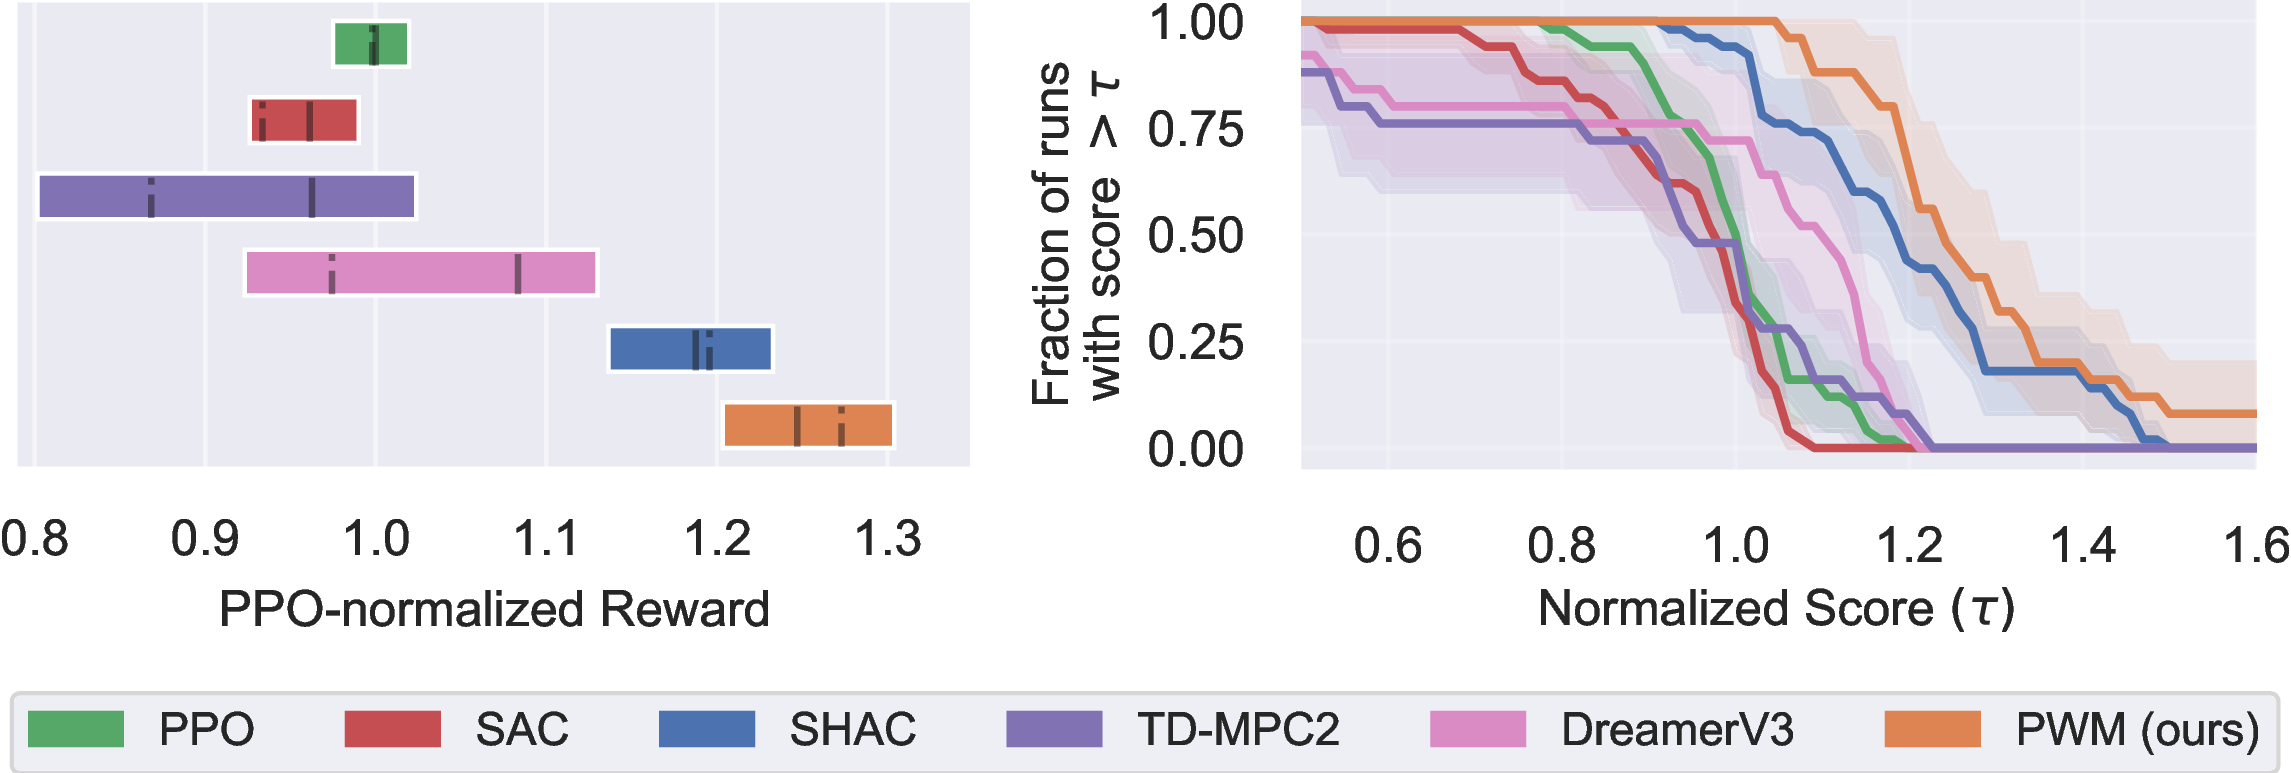 0.8 0.9 1.0 1.1 1.2 1.3
PPO-normalized Reward
Fraction of runs
with score > τ
1.00
0.75
0.50
0.25
0.00
0.6 0.8 1.0 1.2 1.4 1.6
Normalized Score (τ)
PPO SAC SHAC TD-MPC2 DreamerV3 PWM (ours)